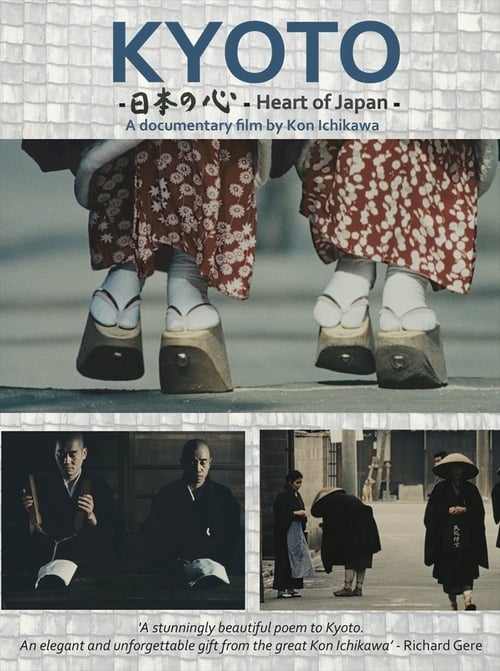 KYOTO
-日本の心- Heart of Japan -
A documentary film by Kon Ichikawa
'A stunningly beautiful poem to Kyoto.
An elegant and unforgettable gift from the great Kon Ichikawa' - Richard Gere